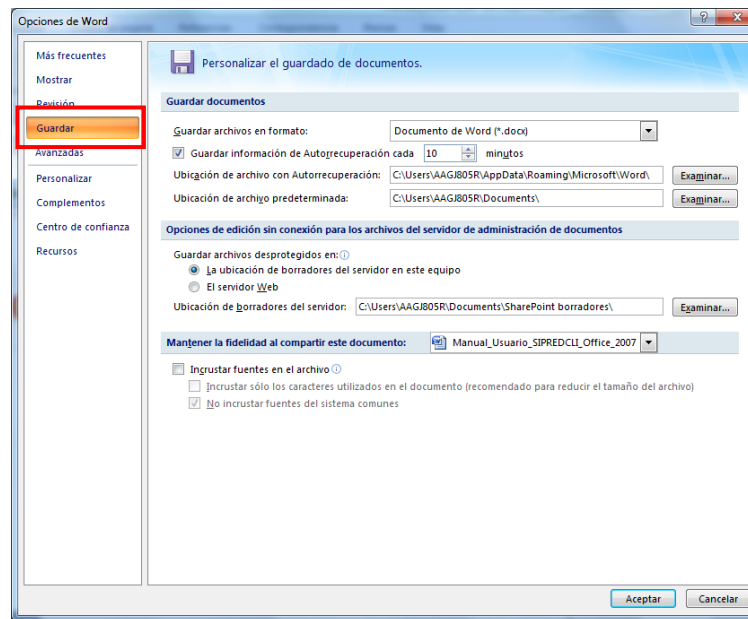 Opciones de Word
Más frecuentes
Mostrar
Revisión
Guardar
Avanzadas
Personalizar
Complementos
Centro de confianza
Recursos
Personalizar el guardado de documentos.
Guardar documentos
Guardar archivos en formato: Documento de Word (*.docx)
Guardar información de Autorrecuperación cada 10 minutos
Ubicación de archivo con Autorrecuperación: C:\Users\AAGJ805R\AppData\Roaming\Microsoft\Word\ Examinar...
Ubicación de archivo predeterminada: C:\Users\AAGJ805R\Documents\ Examinar...
Opciones de edición sin conexión para los archivos del servidor de administración de documentos
Guardar archivos desprotegidos en:
La ubicación de borradores del servidor en este equipo
El servidor Web
Ubicación de borradores del servidor: C:\Users\AAGJ805R\Documents\SharePoint borradores\ Examinar...
Mantener la fidelidad al compartir este documento: Manual_Usuario_SIPREDCLI_Office_2007
Incrustar fuentes en el archivo
Incrustar sólo los caracteres utilizados en el documento (recomendado para reducir el tamaño del archivo)
No incrustar fuentes del sistema comunes
Aceptar Cancelar